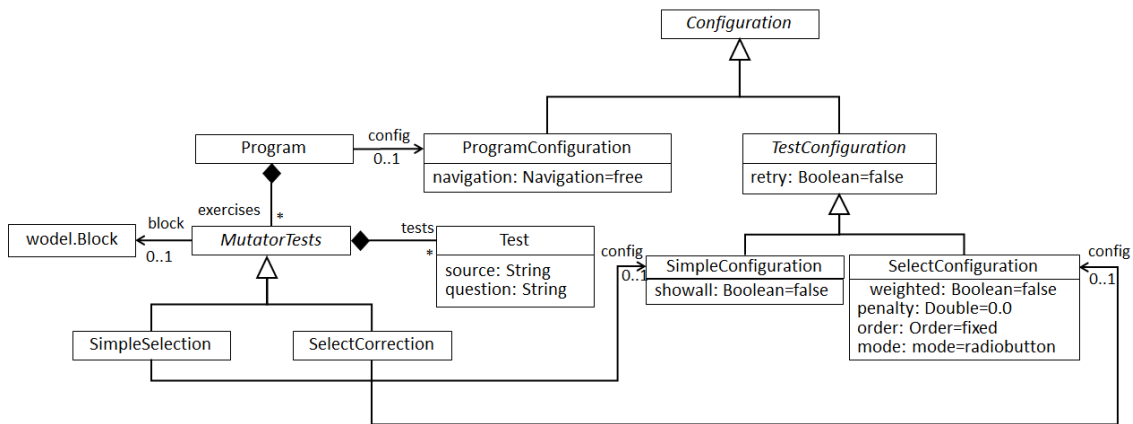 Configuration
config
0..1
Program
ProgramConfiguration
navigation: Navigation=free
TestConfiguration
retry: Boolean=false
exercises
*
block
0..1
wodel.Block
MutatorTests
tests
*
Test
source: String
question: String
config
0..1
SimpleConfiguration
showall: Boolean=false
SelectConfiguration
weighted: Boolean=false
penalty: Double=0.0
order: Order=fixed
mode: mode=radiobutton
config
0..1
SimpleSelection
SelectCorrection